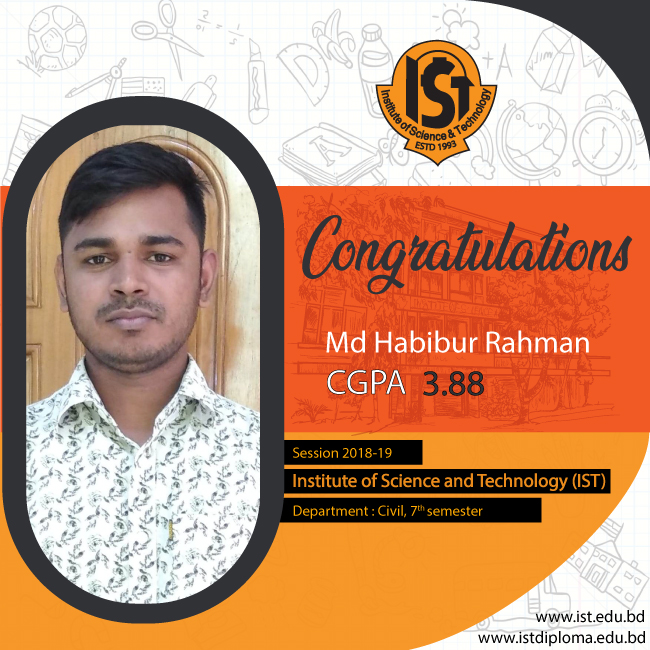 IST
Institute of Science & Technology
ESTD 1993
Congratulations
Md Habibur Rahman
CGPA 3.88
Session 2018-19
Institute of Science and Technology (IST)
Department : Civil, 7th semester
www.ist.edu.bd
www.istdiploma.edu.bd